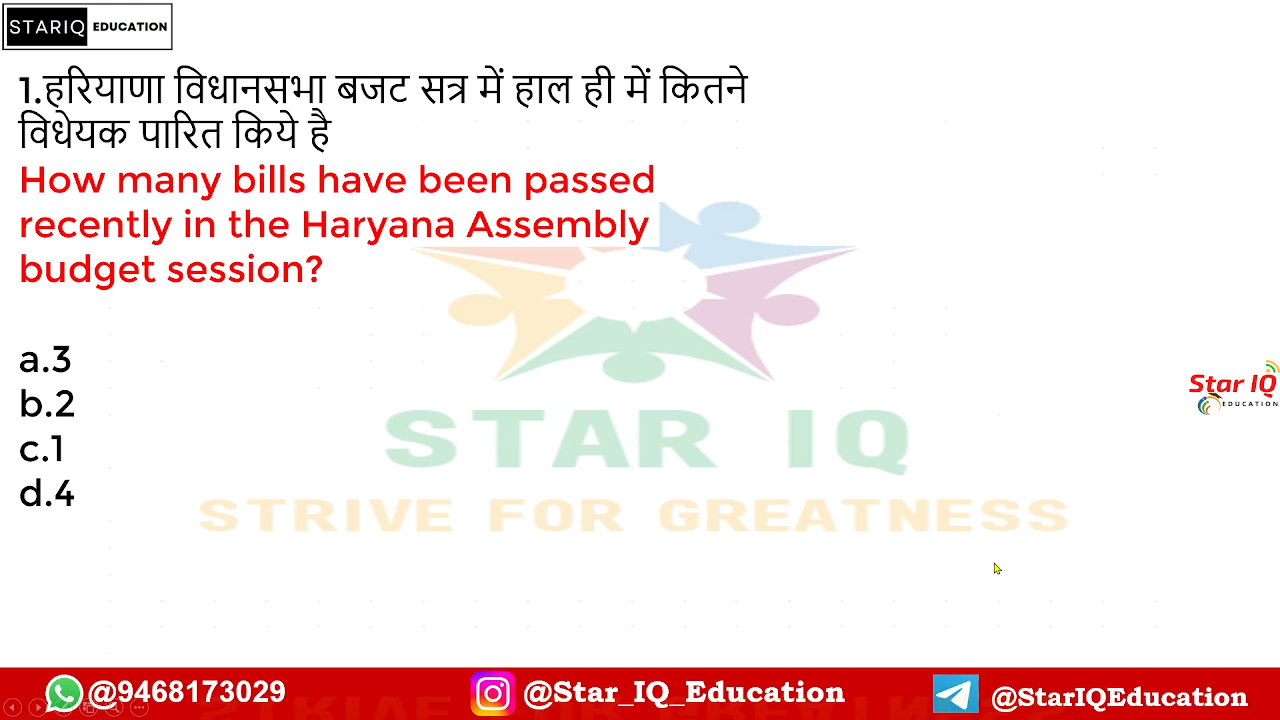 STARIQ EDUCATION
1.हरियाणा विधानसभा बजट सत्र में हाल ही में कितने
विधेयक पारित किये है
How many bills have been passed
recently in the Haryana Assembly
budget session?
a.3
b.2
c.1
d.4
Star IQ
EDUCATION
STAR IQ
STRIVE FOR GREATNESS
@9468173029
@Star_IQ_Education
@StarIQEducation